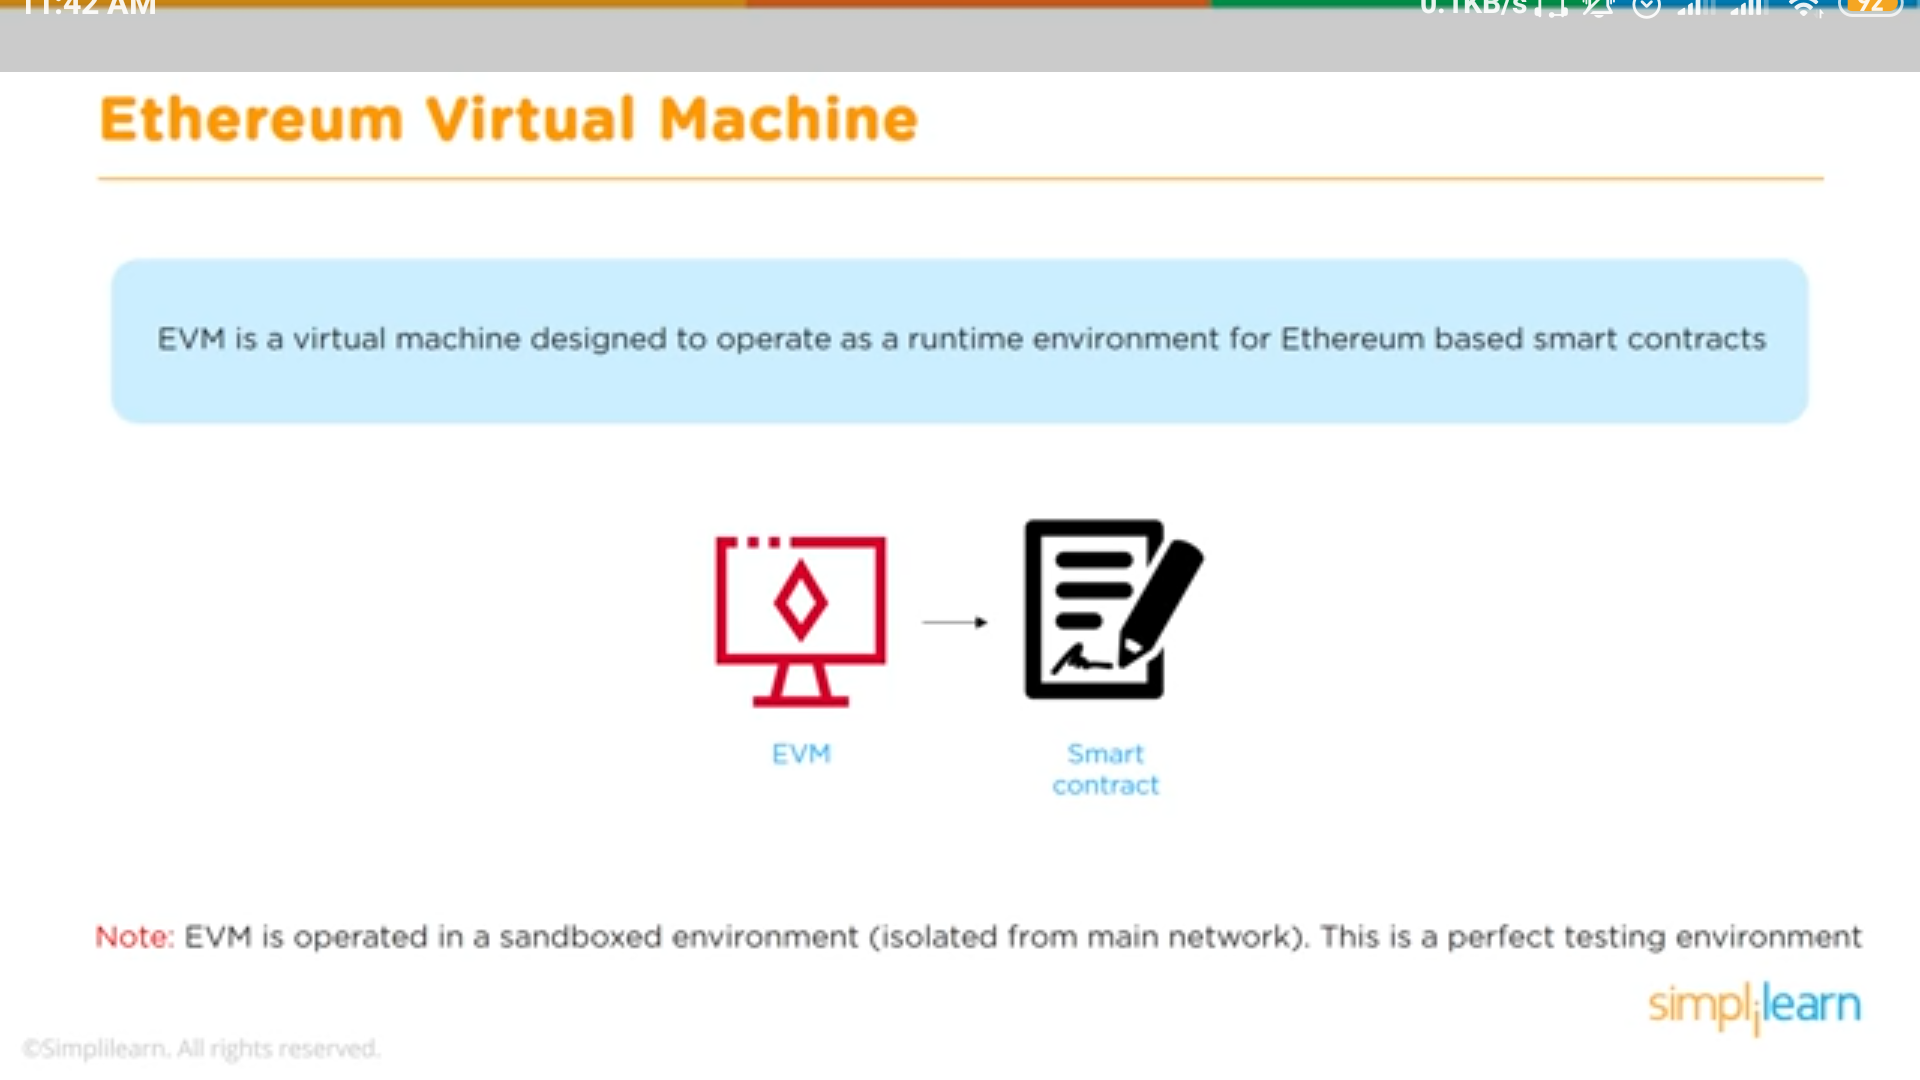 11:42 AM
0.1KB/s
92
Ethereum Virtual Machine
EVM is a virtual machine designed to operate as a runtime environment for Ethereum based smart contracts
EVM
Smart
contract
Note: EVM is operated in a sandboxed environment (isolated from main network). This is a perfect testing environment
simplilearn
©Simplilearn. All rights reserved.